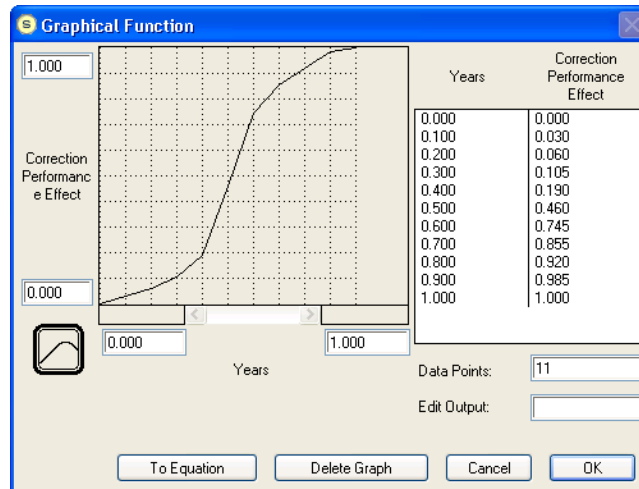 S Graphical Function
1.000
Correction
Performanc
e Effect
0.000
0.000
1.000
Years
Years
Correction
Performance
Effect
0.000 0.000
0.100 0.030
0.200 0.060
0.300 0.105
0.400 0.190
0.500 0.460
0.600 0.745
0.700 0.855
0.800 0.920
0.900 0.985
1.000 1.000
Data Points: 11
Edit Output:
To Equation
Delete Graph
Cancel
OK